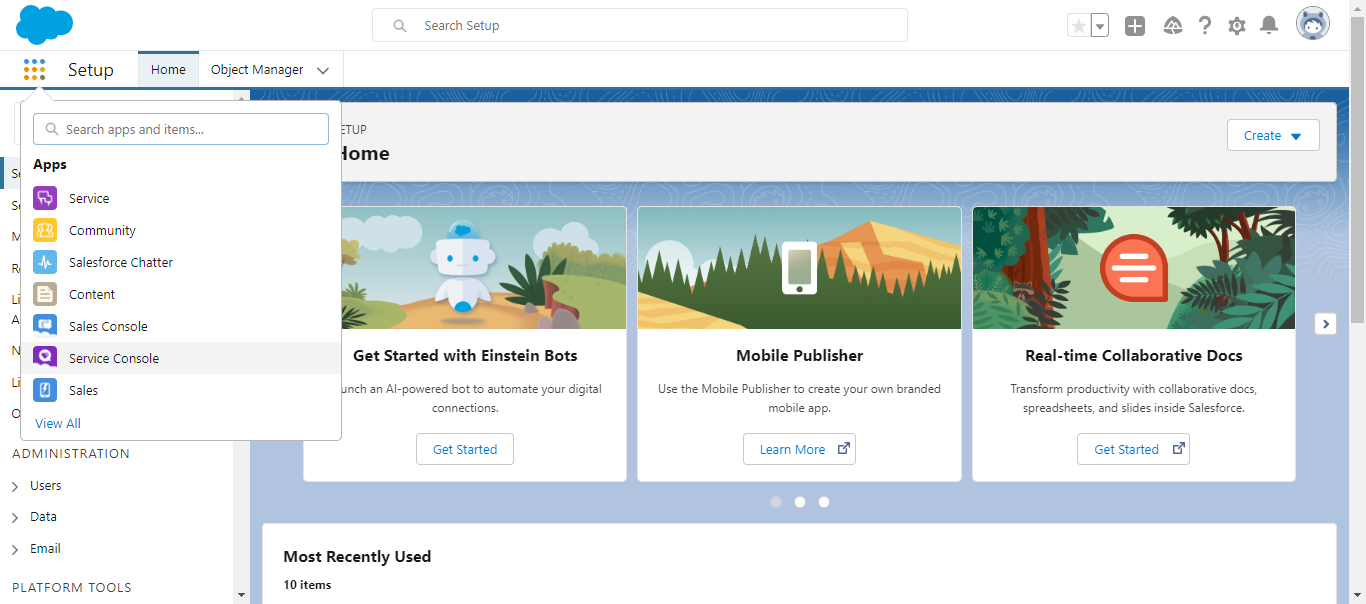 Search Setup
Setup
Home
Object Manager
Search apps and items...
Apps
Service
Community
Salesforce Chatter
Content
Sales Console
Service Console
Sales
View All
ADMINISTRATION
Users
Data
Email
PLATFORM TOOLS
ETUP
Home
Create
Get Started with Einstein Bots
unch an AI-powered bot to automate your digital
connections.
Get Started
Mobile Publisher
Use the Mobile Publisher to create your own branded
mobile app.
Learn More
Real-time Collaborative Docs
Transform productivity with collaborative docs,
spreadsheets, and slides inside Salesforce.
Get Started
Most Recently Used
10 items